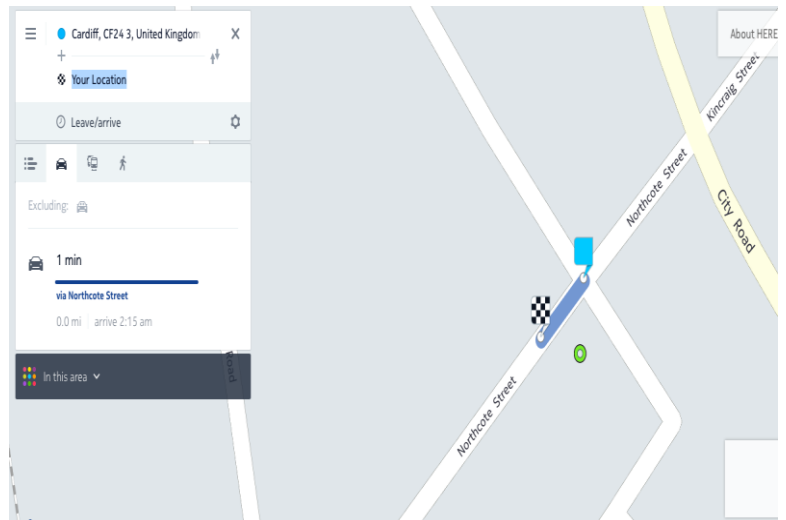 Cardiff, CF24 3, United Kingdom
Your Location
Leave/arrive
Excluding:
1 min
via Northcote Street
0.0 mi | arrive 2:15 am
In this area
About HERE
Kincraig Street
Northcote Street
City Road
Northcote Street
Road